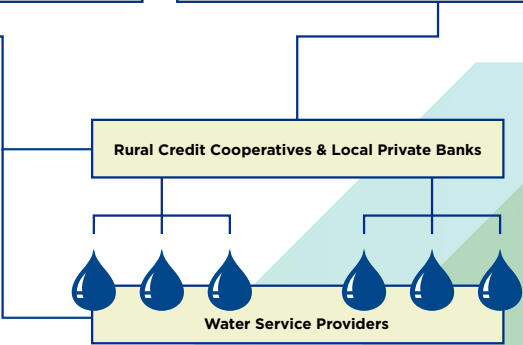 Rural Credit Cooperatives & Local Private Banks
Water Service Providers